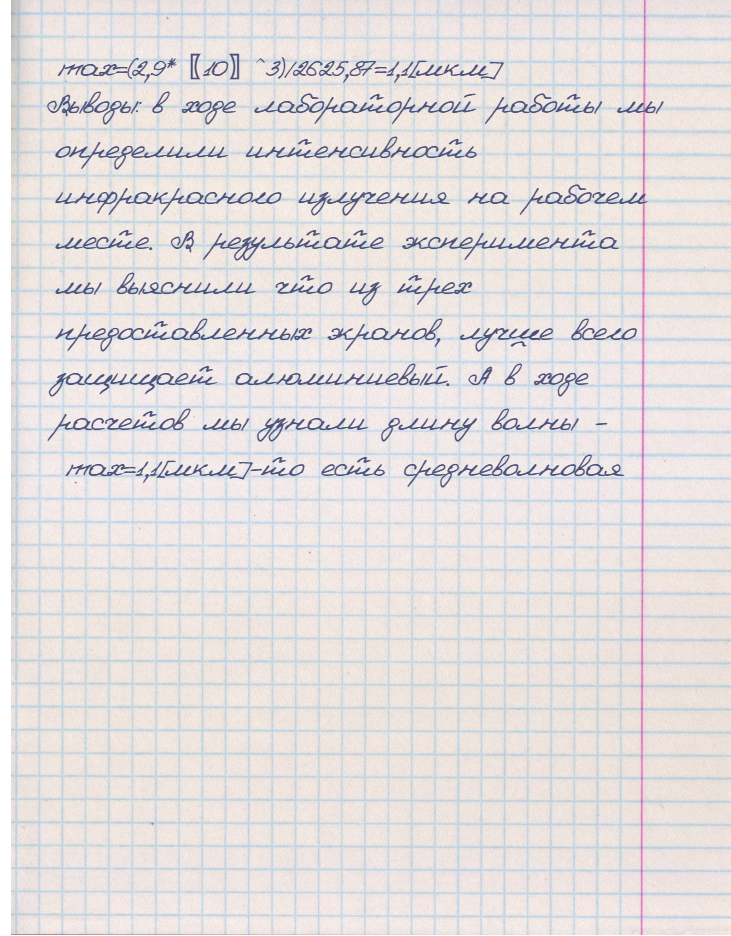 max=(2,9*〖10〗^3)/2625,87=1,1[мкм]
Выводы: в ходе лабораторной работы мы
определили интенсивность
инфракрасного излучения на рабочем
месте. В результате эксперимента
мы выяснили что из трех
предоставленных экранов, лучше всего
защищает алюминиевый. А в ходе
расчетов мы узнали длину волны -
max=1,1[мкм]-то есть средневолновая